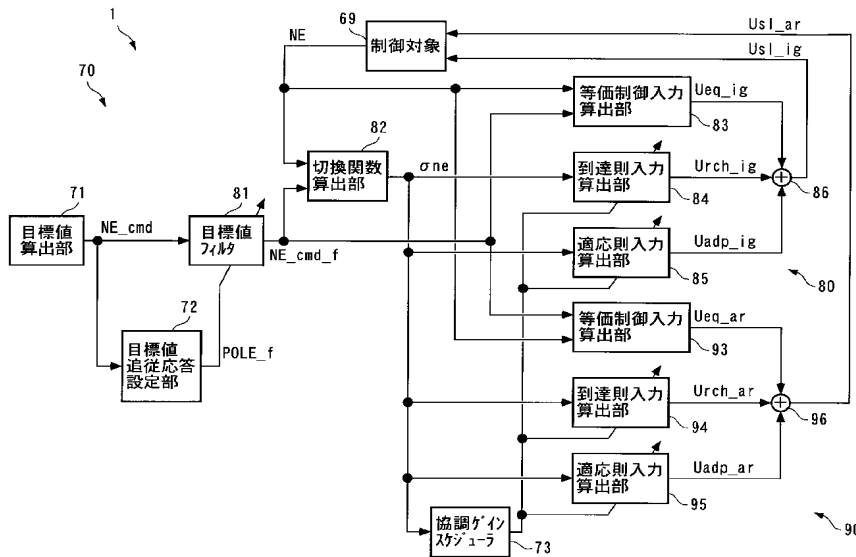 1
70
69
NE
制御対象
Usl_ar
Usl_ig
等価制御入力
算出部
83
Ueq_ig
82
切換関数
算出部
σne
到達則入力
算出部
84
Urch_ig
86
71
目標値
算出部
NE_cmd
81
目標値
フィルタ
NE_cmd_f
適応則入力
算出部
85
Uadp_ig
80
72
目標値
追従応答
設定部
POLE_f
等価制御入力
算出部
93
Ueq_ar
到達則入力
算出部
94
Urch_ar
96
適応則入力
算出部
95
Uadp_ar
協調ゲイン
スケジューラ
73
90